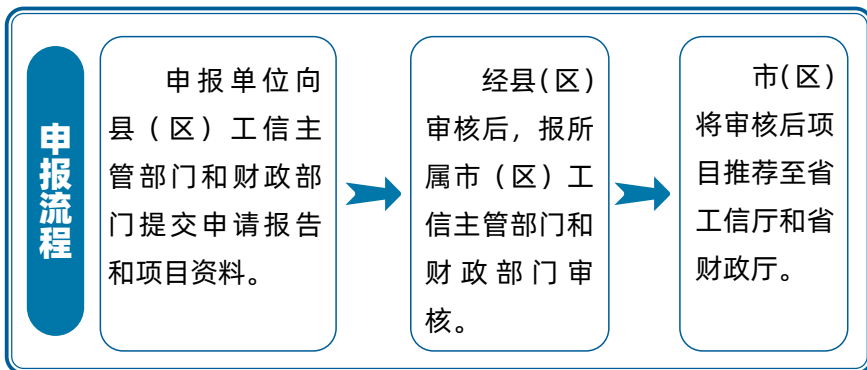 申报流程
申报单位向
县（区）工信主
管部门和财政部
门提交申请报告
和项目资料。
经县(区)
审核后，报所
属市（区）工
信主管部门和
财政部门审
核。
市(区)
将审核后项
目推荐至省
工信厅和省
财政厅。